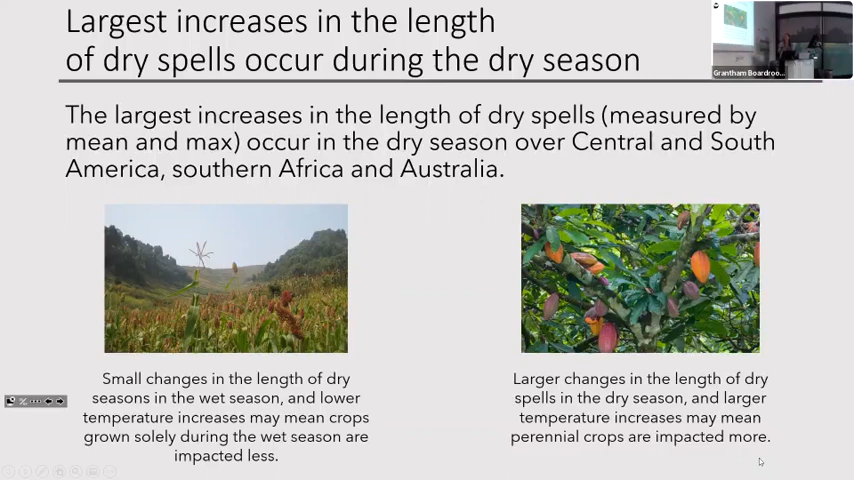 Largest increases in the length
of dry spells occur during the dry season
Grantham Boardroo...
The largest increases in the length of dry spells (measured by
mean and max) occur in the dry season over Central and South
America, southern Africa and Australia.
Small changes in the length of dry
seasons in the wet season, and lower
temperature increases may mean crops
grown solely during the wet season are
impacted less.
Larger changes in the length of dry
spells in the dry season, and larger
temperature increases may mean
perennial crops are impacted more.